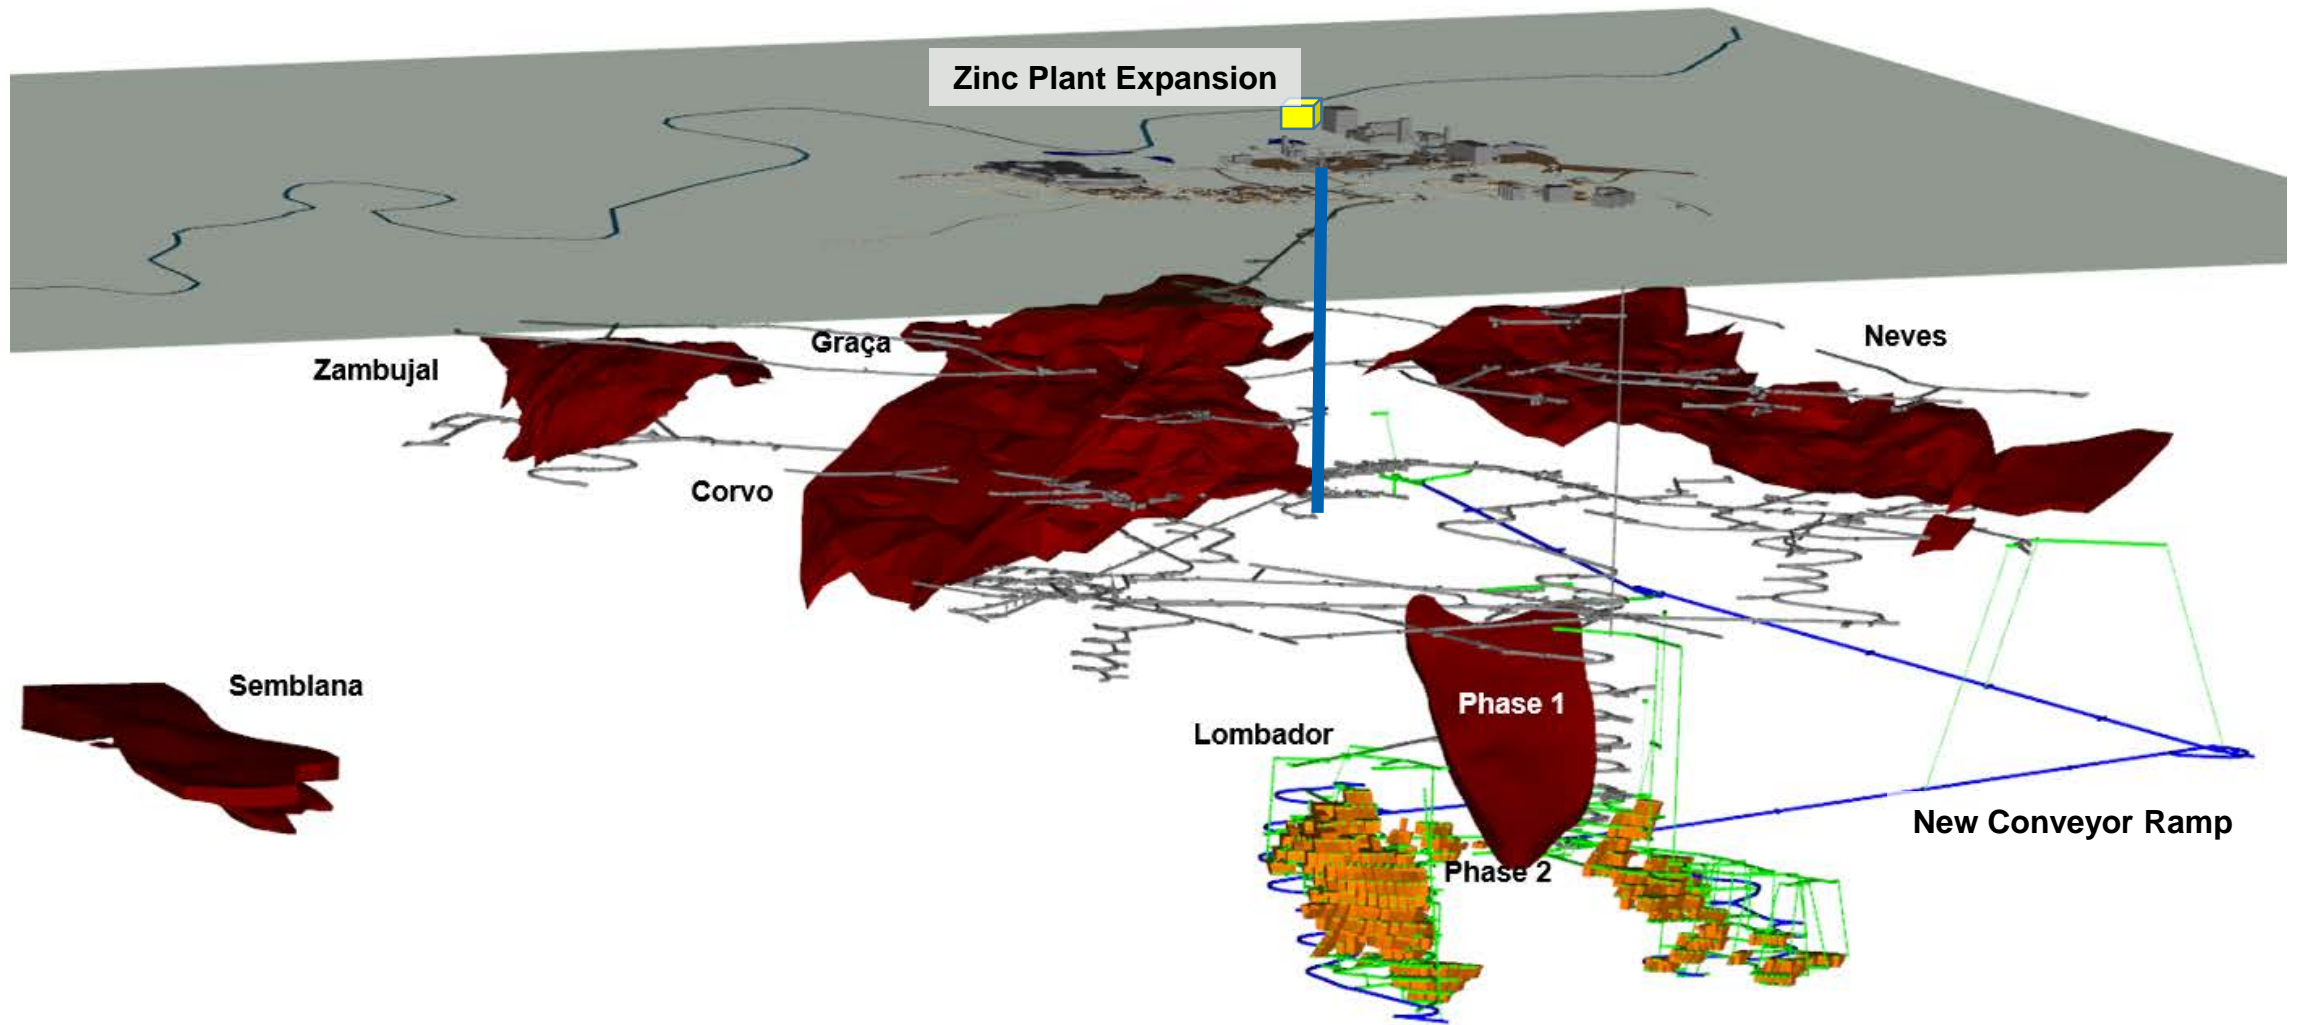 Zinc Plant Expansion
Graça
Neves
Zambujal
Corvo
Semblana
Phase 1
Lombador
New Conveyor Ramp
Phase 2